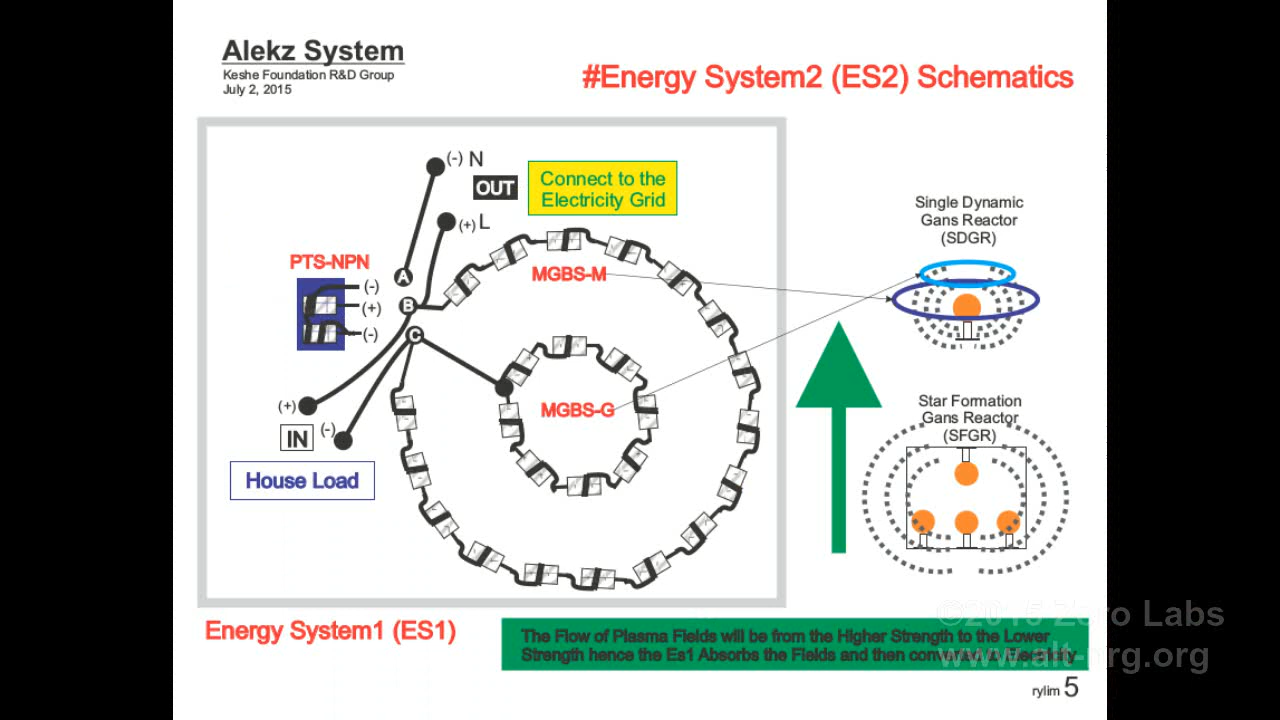 Alekz System
Keshe Foundation R&D Group
July 2, 2015
#Energy System2 (ES2) Schematics
(-) N
OUT
Connect to the
Electricity Grid
(+) L
PTS-NPN
(-)
(+)
(-)
A
B
C
MGBS-M
MGBS-G
(+)
IN
(-)
House Load
Single Dynamic
Gans Reactor
(SDGR)
Star Formation
Gans Reactor
(SFGR)
Energy System1 (ES1)
The Flow of Plasma Fields will be from the Higher Strength to the Lower
Strength hence the Es1 Absorbs the Fields and then converted to Electricity
©2015 Zero Labs
www.alt-nrg.org
rylim 5